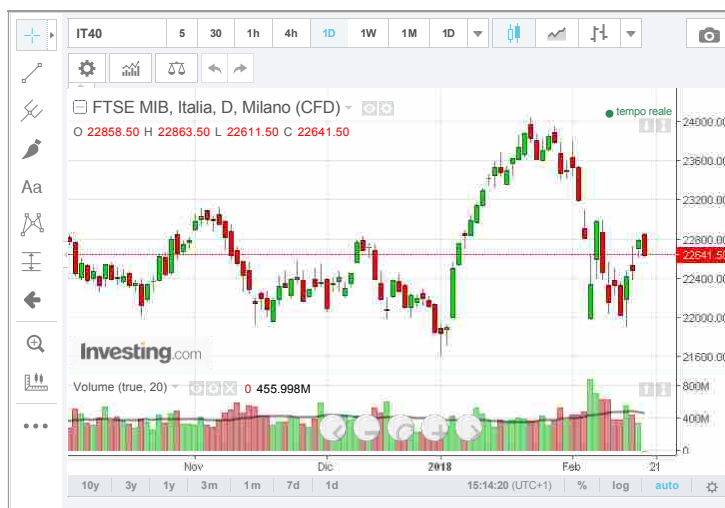 IT40 5 30 1h 4h 1D 1W 1M 1D
FTSE MIB, Italia, D, Milano (CFD)
tempo reale
O 22858.50 H 22863.50 L 22611.50 C 22641.50
24000.00
23600.00
23200.00
22800.00
22641.50
22400.00
22000.00
21600.00
Aa
Investing.com
Volume (true, 20) 0 455.998M
800M
400M
0
Nov Dic 2018 Feb 21
10y 3y 1y 3m 1m 7d 1d 15:14:20 (UTC+1) % log auto